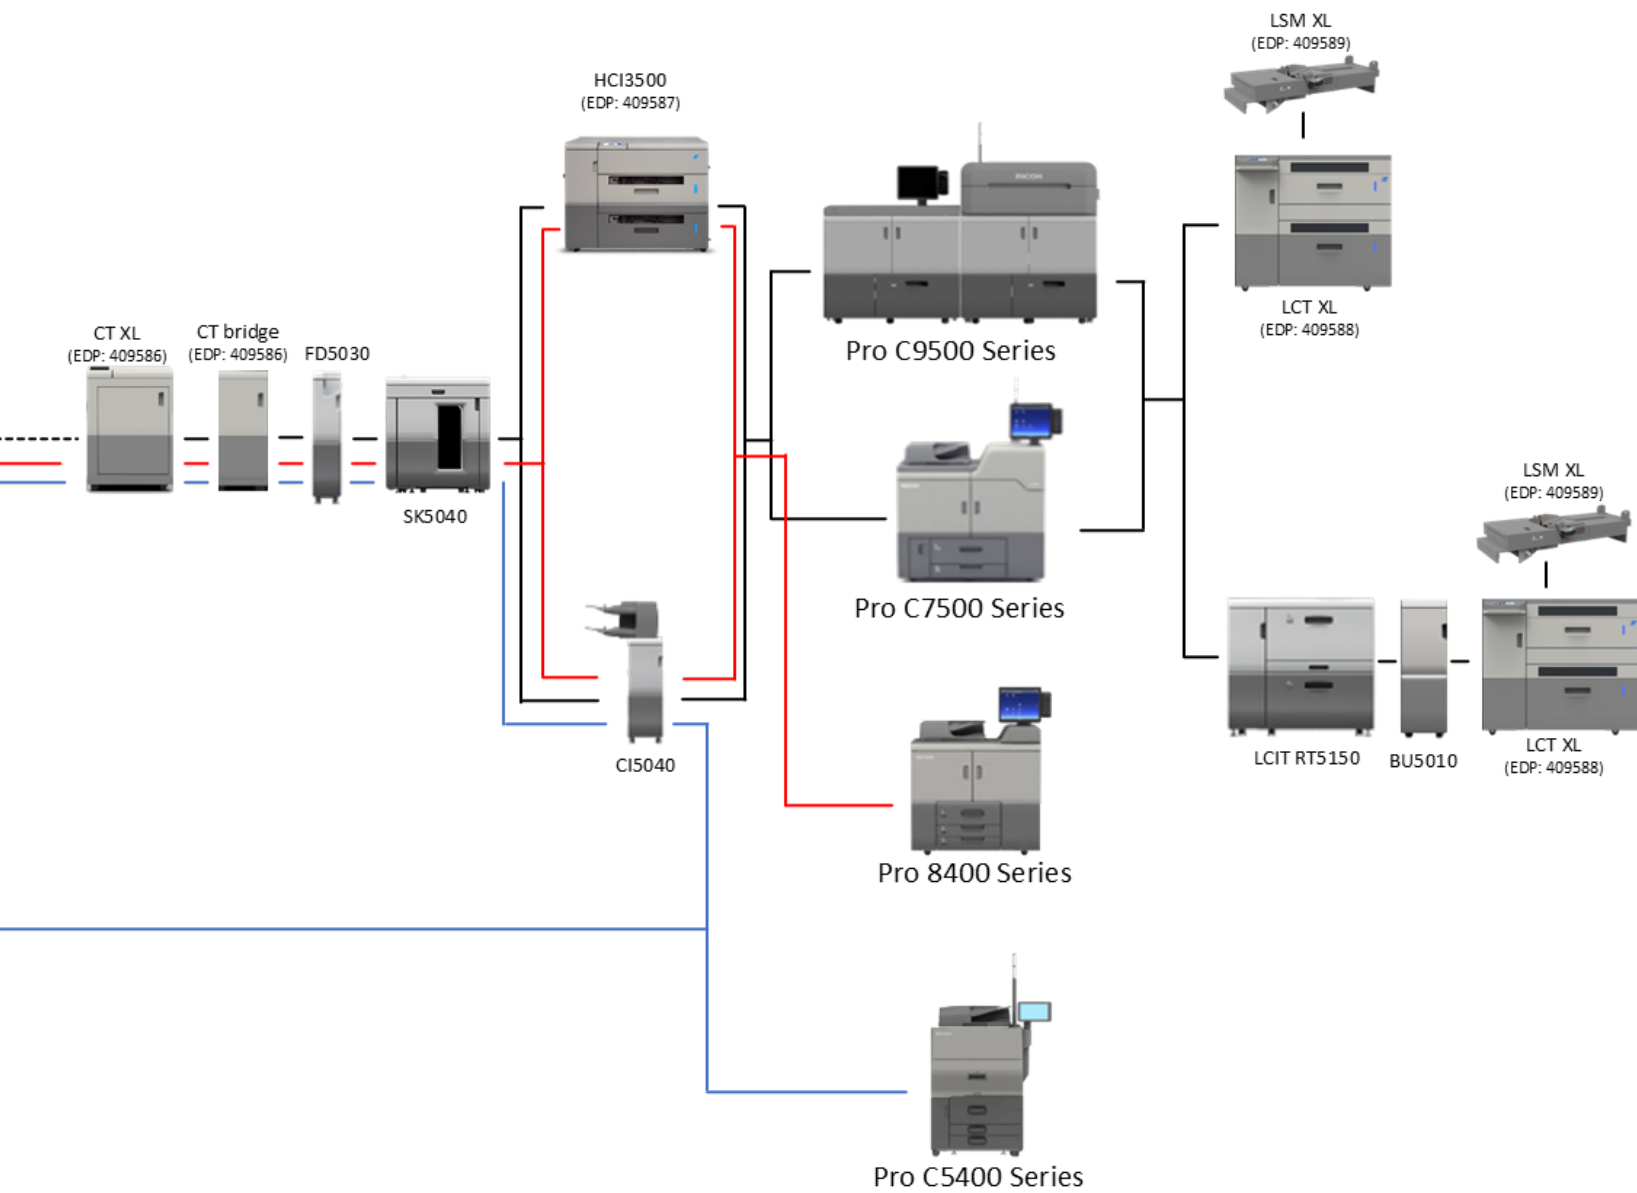 LSM XL
(EDP: 409589)
HCI3500
(EDP: 409587)
RICOH
LCT XL
(EDP: 409588)
Pro C9500 Series
CT XL
(EDP: 409586)
CT bridge
(EDP: 409586)
FD5030
SK5040
LSM XL
(EDP: 409589)
Pro C7500 Series
CI5040
LCIT RT5150
BU5010
LCT XL
(EDP: 409588)
Pro 8400 Series
Pro C5400 Series